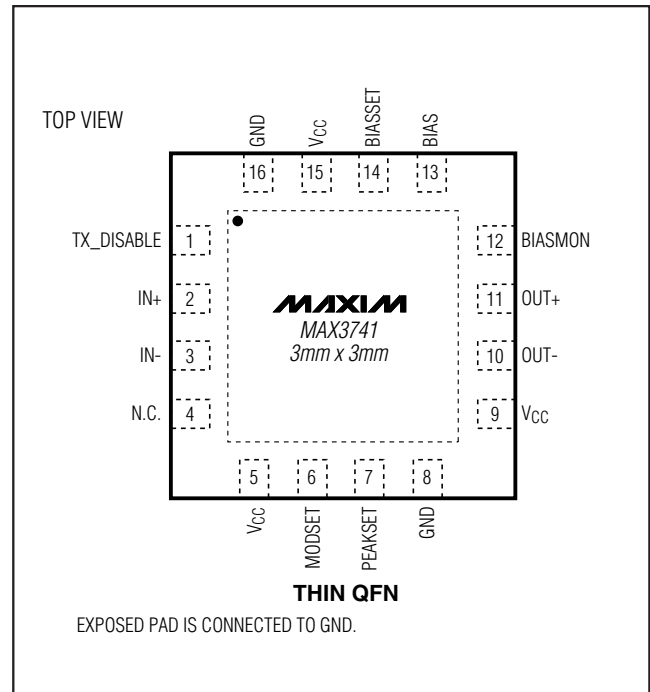 TOP VIEW
GND
VCC
BIASSET
BIAS
16
15
14
13
TX_DISABLE 1
12 BIASMON
IN+ 2
11 OUT+
MAXIM
MAX3741
3mm x 3mm
IN- 3
10 OUT-
N.C. 4
9 VCC
5
6
7
8
VCC
MODSET
PEAKSET
GND
THIN QFN
EXPOSED PAD IS CONNECTED TO GND.